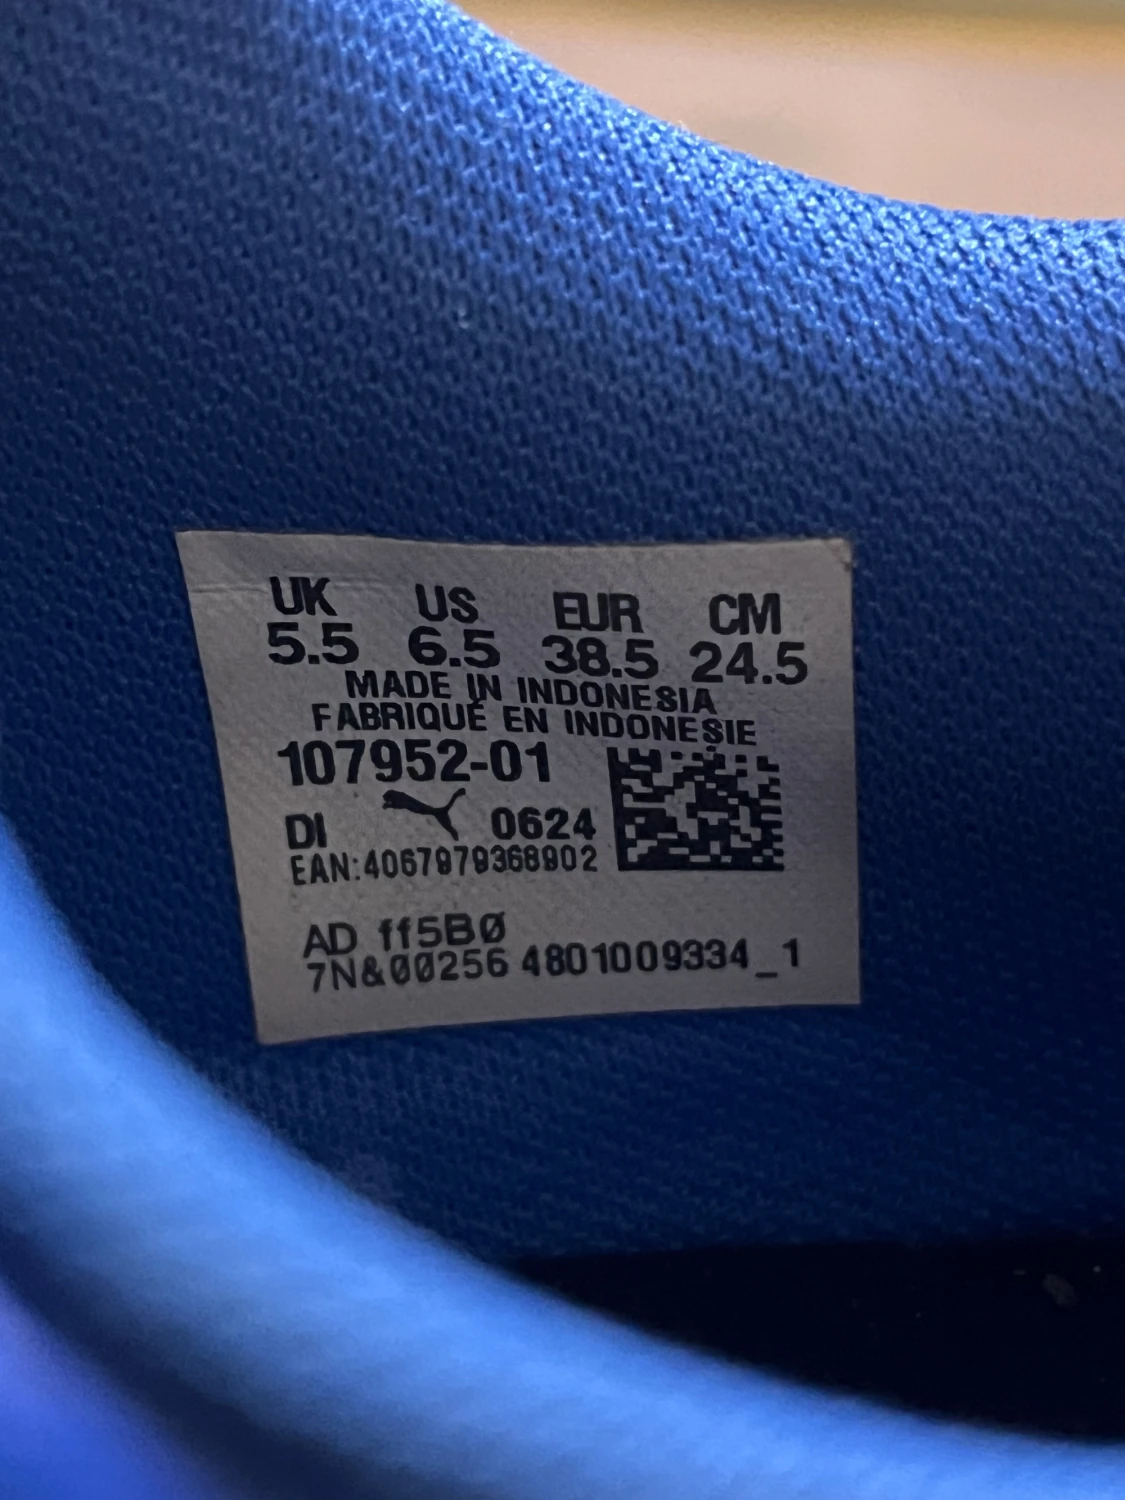 UK US EUR CM
5.5 6.5 38.5 24.5
MADE IN INDONESIA
FABRIQUÉ EN INDONESIE
107952-01
DI 0624
EAN:4067979368902
AD ff5B0
7N&00256 4801009334_1